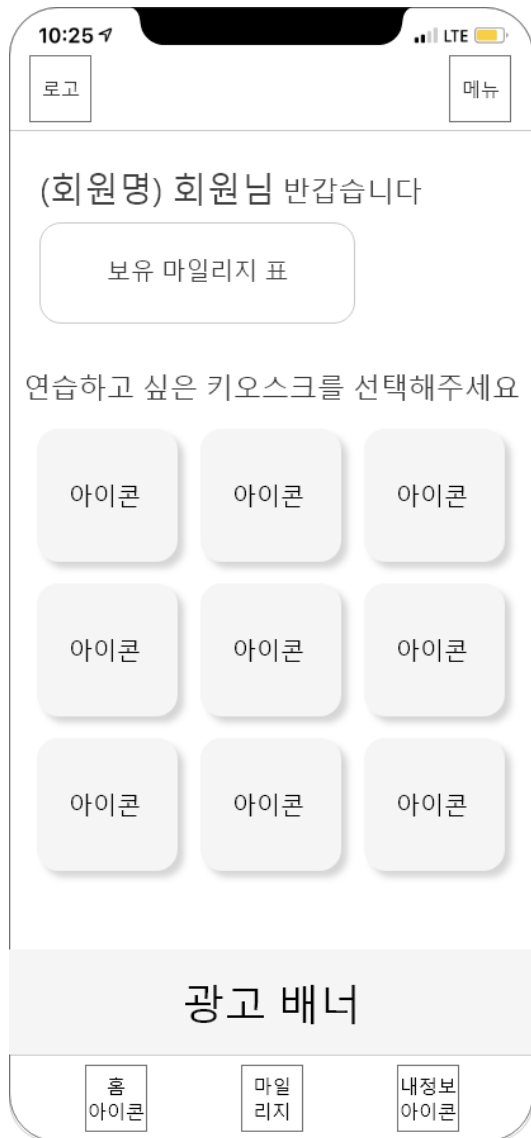 10:25
LTE
로고
메뉴
(회원명) 회원님 반갑습니다
보유 마일리지 표
연습하고 싶은 키오스크를 선택해주세요
아이콘 아이콘 아이콘
아이콘 아이콘 아이콘
아이콘 아이콘 아이콘
광고 배너
홈
아이콘
마일
리지
내정보
아이콘